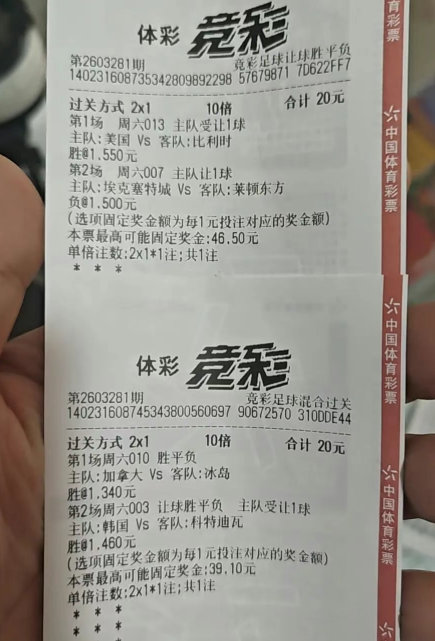 体彩 竞彩
第2603281期 竞彩足球让球胜平负
140231608735342809892298 57679871 7D622FF7
过关方式 2x1 10倍 合计 20元
第1场 周六013 主队受让1球
主队:美国 Vs 客队:比利时
胜@1.550元
第2场 周六007 主队让1球
主队:埃克塞特城 Vs 客队:莱顿东方
负@1.500元
(选项固定奖金额为每1元投注对应的奖金额)
本票最高可能固定奖金:46.50元
单倍注数:2x1*1注;共1注
* * *
育彩票
中国体育彩票
体彩 竞彩
第2603281期 竞彩足球混合过关
140231608745343800560697 90672570 310DDE44
过关方式 2x1 10倍 合计 20元
第1场周六010 胜平负
主队:加拿大 Vs 客队:冰岛
胜@1.340元
第2场周六003 让球胜平负 主队受让1球
主队:韩国 Vs 客队:科特迪瓦
胜@1.460元
(选项固定奖金额为每1元投注对应的奖金额)
本票最高可能固定奖金:39.10元
单倍注数:2x1*1注;共1注
* * *
* * *
中国体育彩票
中国体育彩票